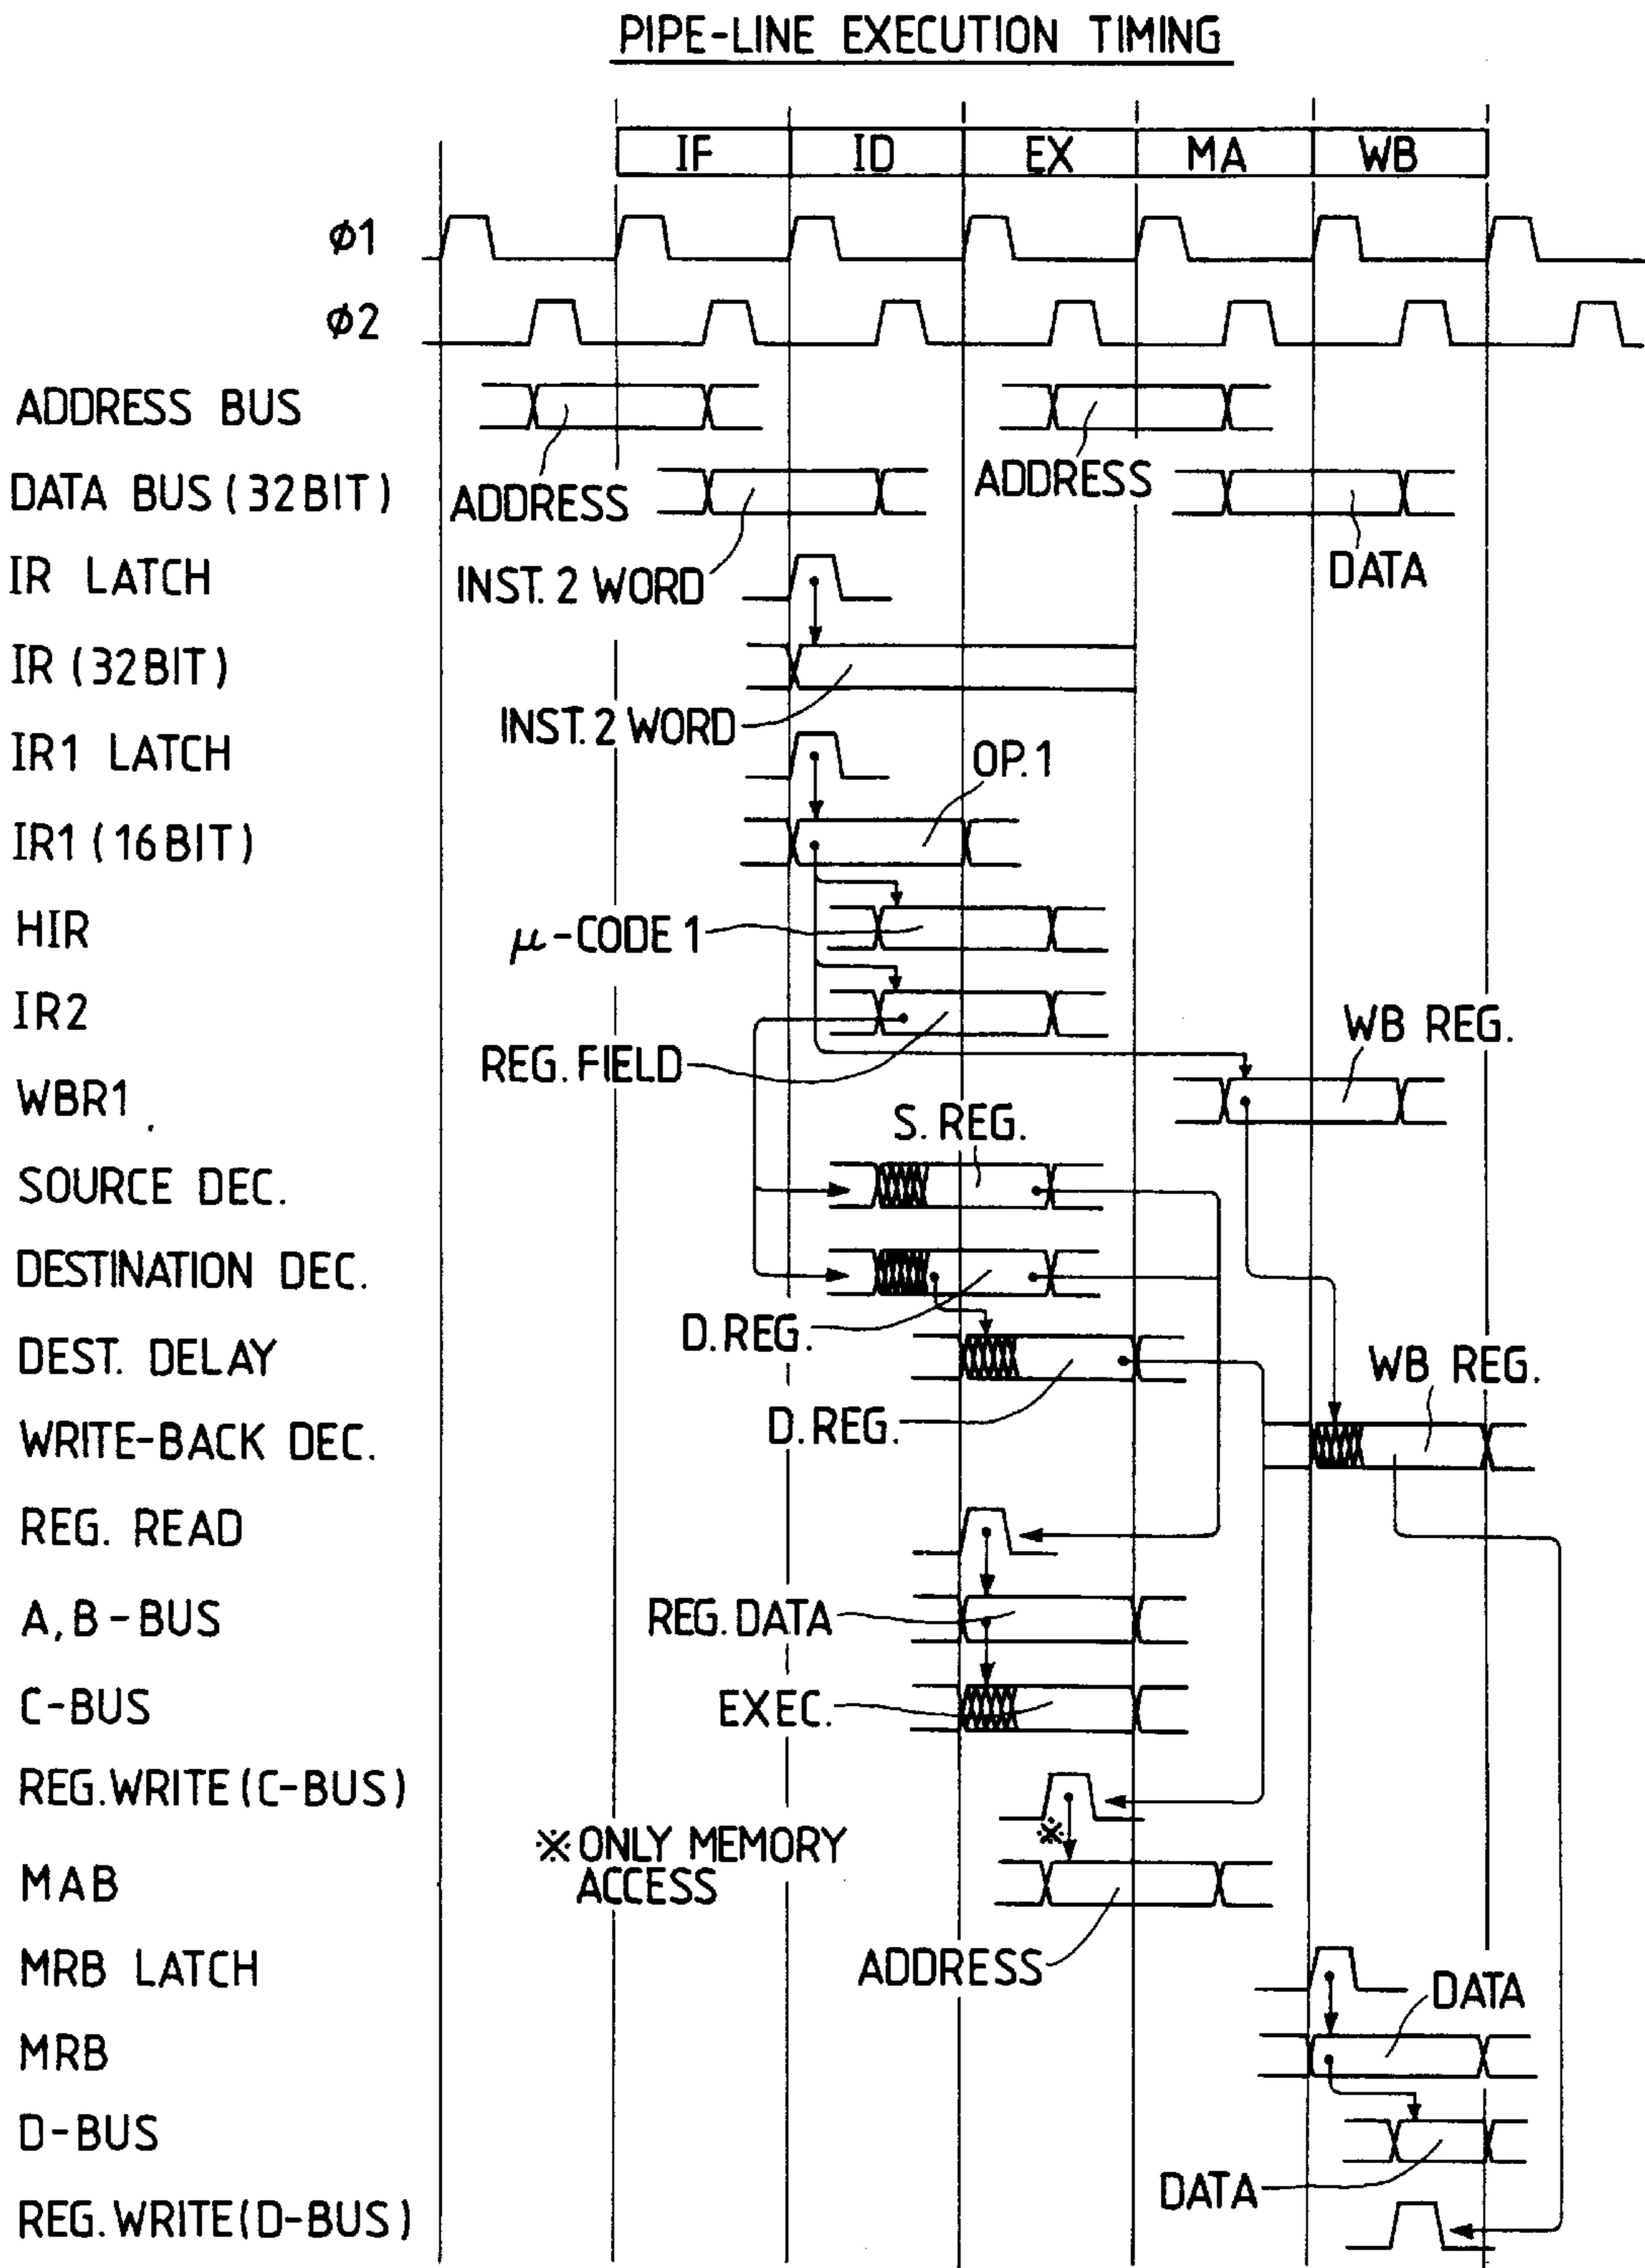 PIPE-LINE EXECUTION TIMING
IF ID EX MA WB
ø1
ø2
ADDRESS BUS
ADDRESS
ADDRESS
DATA BUS (32BIT)
INST. 2 WORD
DATA
IR LATCH
IR (32BIT)
INST. 2 WORD
IR1 LATCH
OP.1
IR1 (16BIT)
HIR
μ-CODE 1
IR2
REG. FIELD
WB REG.
WBR1
S. REG.
SOURCE DEC.
DESTINATION DEC.
D.REG.
DEST. DELAY
D.REG.
WB REG.
WRITE-BACK DEC.
REG. READ
A, B-BUS
REG. DATA
C-BUS
EXEC.
REG.WRITE(C-BUS)
※
※ONLY MEMORY
ACCESS
MAB
ADDRESS
MRB LATCH
DATA
MRB
D-BUS
DATA
REG.WRITE(D-BUS)